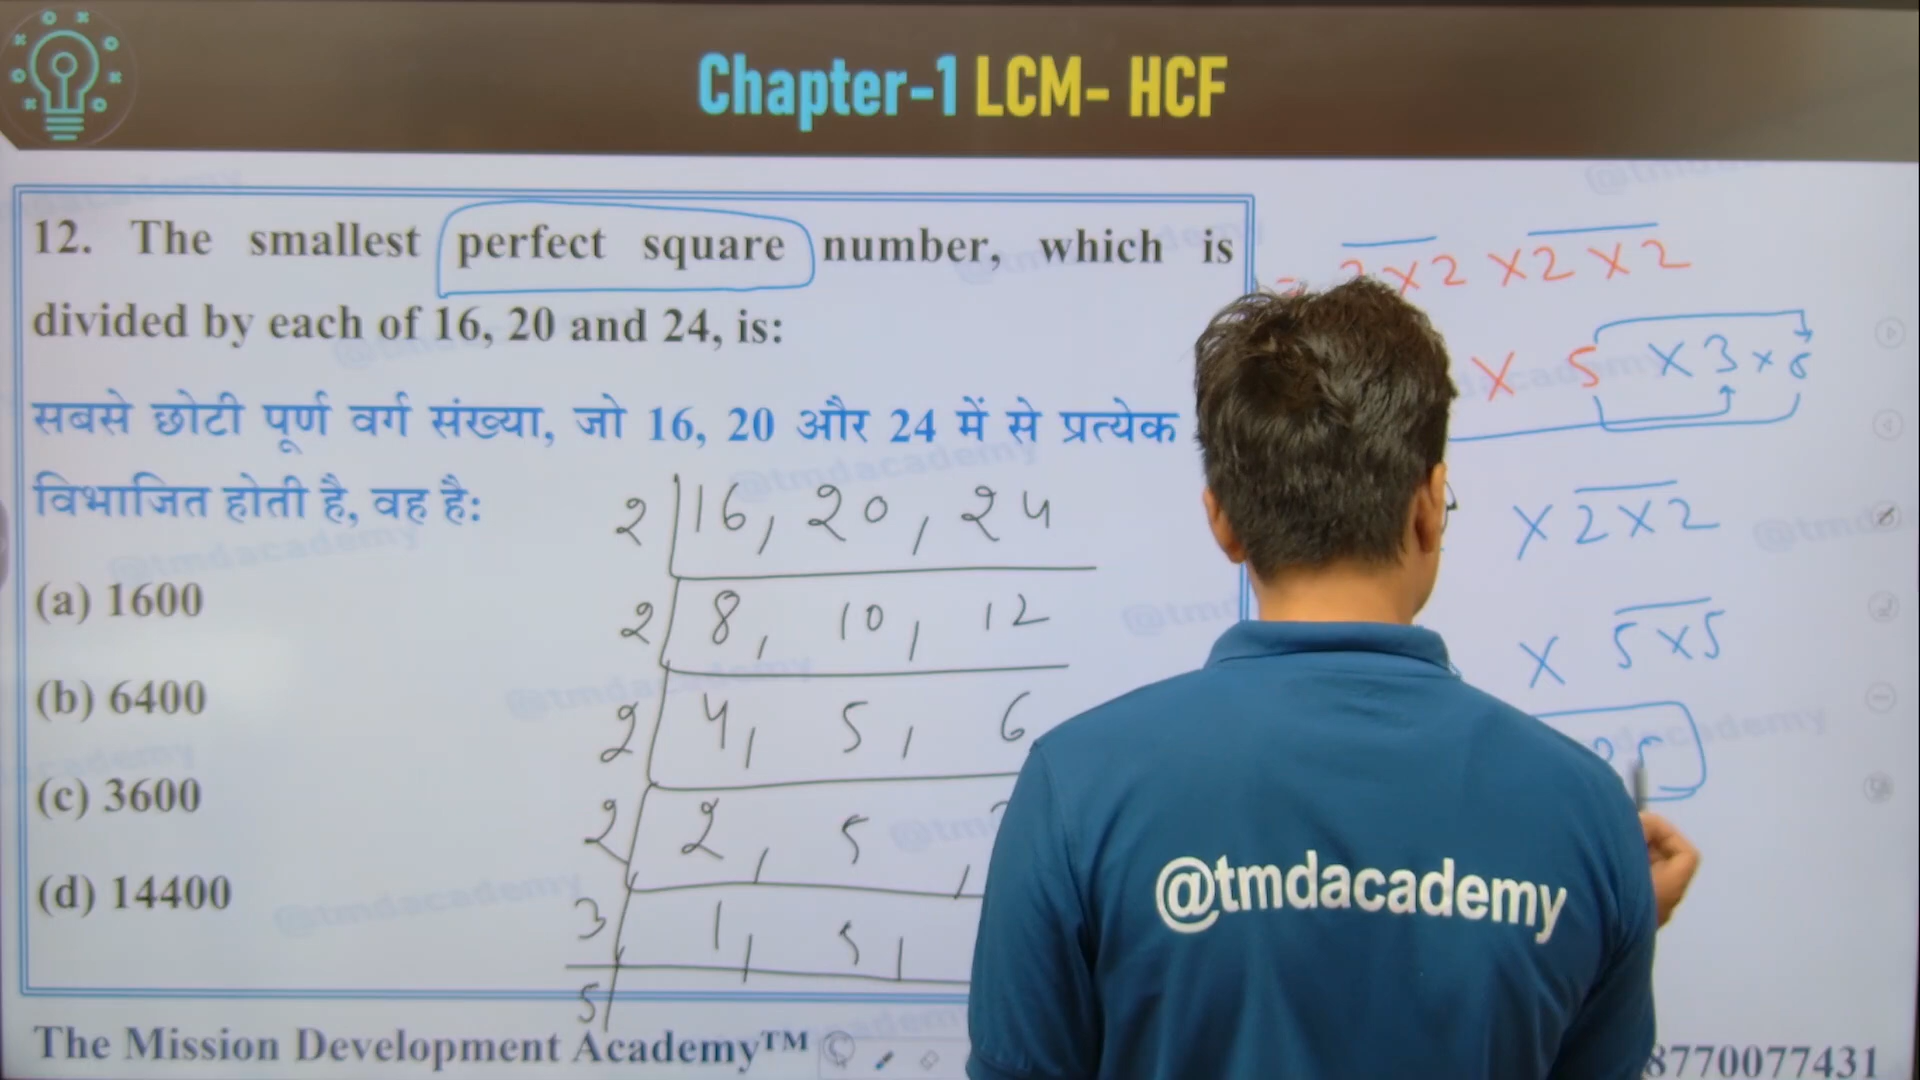 Chapter-1 LCM- HCF
12. The smallest perfect square number, which is
divided by each of 16, 20 and 24, is:
सबसे छोटी पूर्ण वर्ग संख्या, जो 16, 20 और 24 में से प्रत्येक
विभाजित होती है, वह है:
(a) 1600
(b) 6400
(c) 3600
(d) 14400
2 16, 20, 24
2 8, 10, 12
2 4, 5, 6
2 2, 5,
3 1, 5,
5
× 2 × 2 × 2
× 5 × 3 ×
× 2 × 2
× 5 × 5
@tmdacademy
The Mission Development Academy™
8770077431